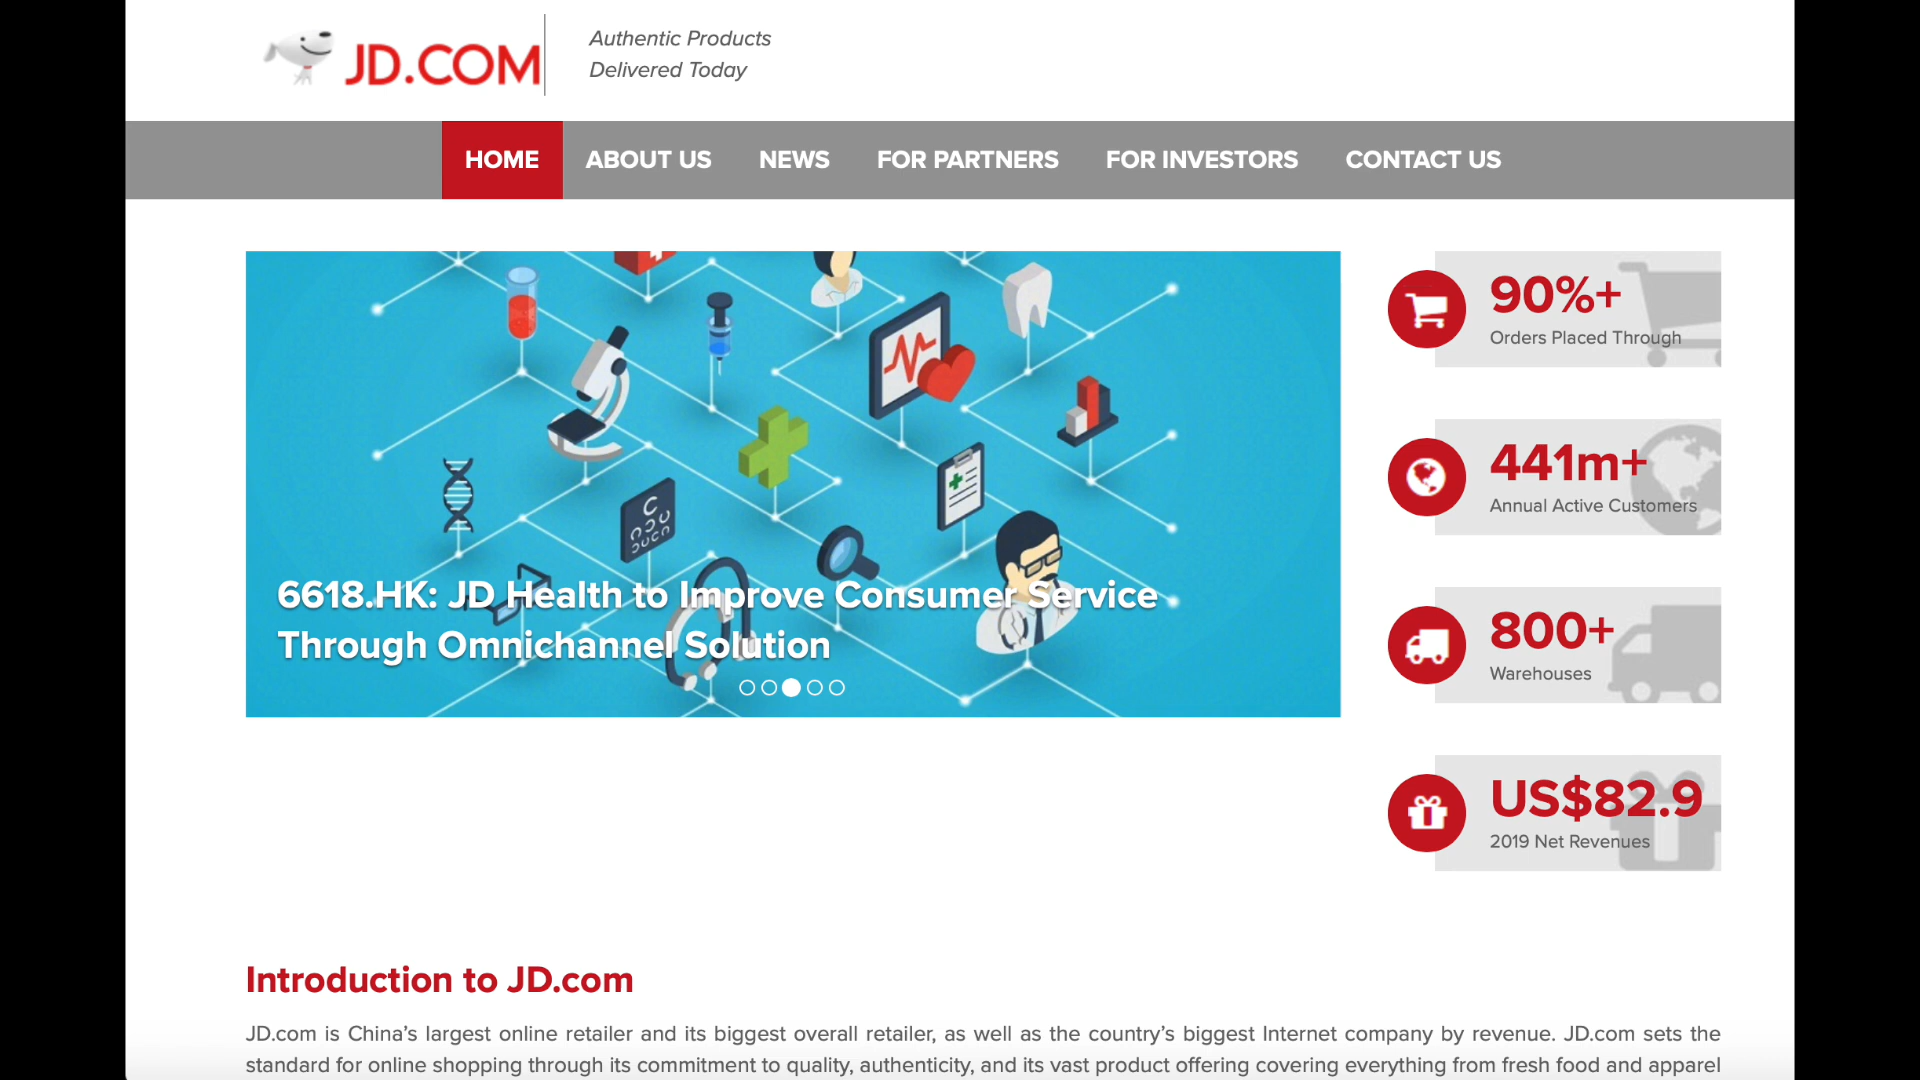 JD.COM
Authentic Products
Delivered Today
HOME ABOUT US NEWS FOR PARTNERS FOR INVESTORS CONTACT US
6618.HK: JD Health to Improve Consumer Service
Through Omnichannel Solution
90%+
Orders Placed Through
441m+
Annual Active Customers
800+
Warehouses
US$82.9
2019 Net Revenues
Introduction to JD.com
JD.com is China’s largest online retailer and its biggest overall retailer, as well as the country’s biggest Internet company by revenue. JD.com sets the
standard for online shopping through its commitment to quality, authenticity, and its vast product offering covering everything from fresh food and apparel